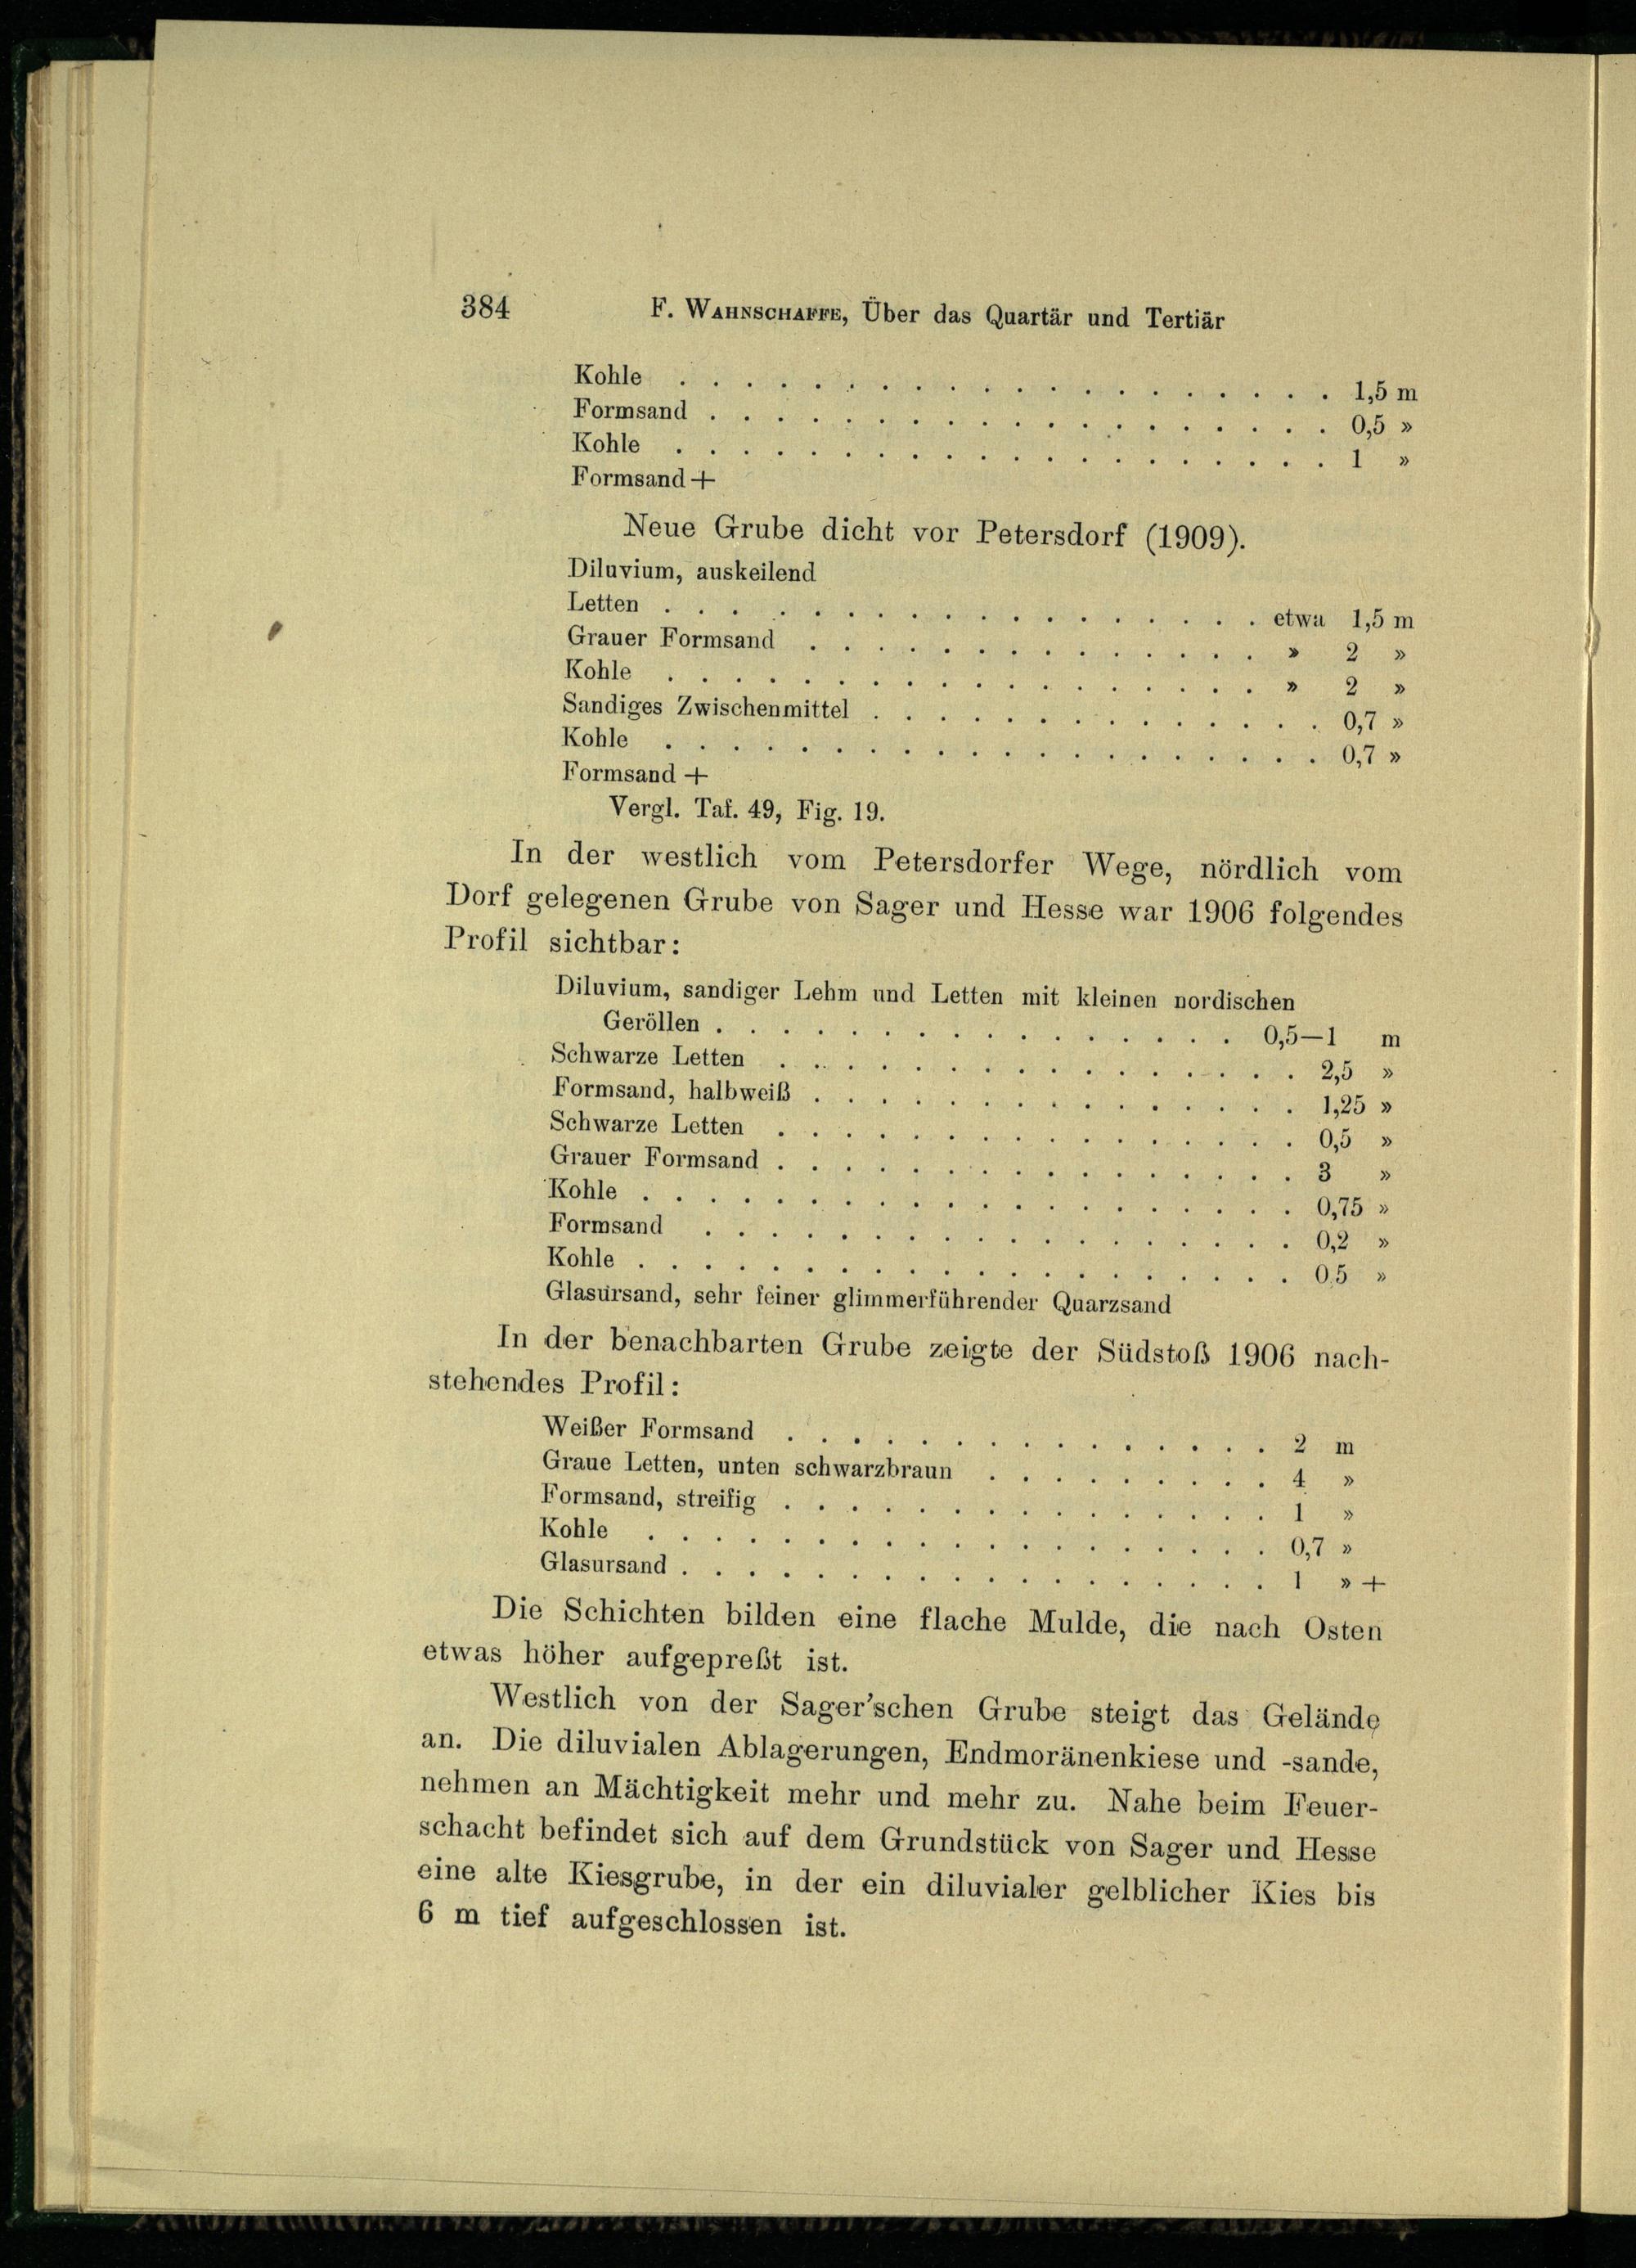 384 F. Wahnschaffe, Über das Quartär und Tertiär
Kohle . . . . . . . . . . . . . . . . . . . . 1,5 m
Formsand . . . . . . . . . . . . . . . . . . . 0,5 »
Kohle . . . . . . . . . . . . . . . . . . . . 1 »
Formsand +
Neue Grube dicht vor Petersdorf (1909).
Diluvium, auskeilend
Letten . . . . . . . . . . . . . . . . . . etwa 1,5 m
Grauer Formsand . . . . . . . . . . . . . . » 2 »
Kohle . . . . . . . . . . . . . . . . . . » 2 »
Sandiges Zwischenmittel . . . . . . . . . . . . . . 0,7 »
Kohle . . . . . . . . . . . . . . . . . . . . 0,7 »
Formsand +
Vergl. Taf. 49, Fig. 19.
In der westlich vom Petersdorfer Wege, nördlich vom
Dorf gelegenen Grube von Sager und Hesse war 1906 folgendes
Profil sichtbar:
Diluvium, sandiger Lehm und Letten mit kleinen nordischen
Geröllen . . . . . . . . . . . . . . . . 0,5—1 m
Schwarze Letten . . . . . . . . . . . . . . . . 2,5 »
Formsand, halbweiß . . . . . . . . . . . . . . . 1,25 »
Schwarze Letten . . . . . . . . . . . . . . . . 0,5 »
Grauer Formsand . . . . . . . . . . . . . . . . 3 »
Kohle . . . . . . . . . . . . . . . . . . . . 0,75 »
Formsand . . . . . . . . . . . . . . . . . . 0,2 »
Kohle . . . . . . . . . . . . . . . . . . . . 0 5 »
Glasursand, sehr feiner glimmerführender Quarzsand
In der benachbarten Grube zeigte der Südstoß 1906 nach-
stehendes Profil:
Weißer Formsand . . . . . . . . . . . . . . . 2 m
Graue Letten, unten schwarzbraun . . . . . . . . . 4 »
Formsand, streifig . . . . . . . . . . . . . . . 1 »
Kohle . . . . . . . . . . . . . . . . . . . 0,7 »
Glasursand . . . . . . . . . . . . . . . . . . 1 » +
Die Schichten bilden eine flache Mulde, die nach Osten
etwas höher aufgepreßt ist.
Westlich von der Sager'schen Grube steigt das Gelände
an. Die diluvialen Ablagerungen, Endmoränenkiese und -sande,
nehmen an Mächtigkeit mehr und mehr zu. Nahe beim Feuer-
schacht befindet sich auf dem Grundstück von Sager und Hesse
eine alte Kiesgrube, in der ein diluvialer gelblicher Kies bis
6 m tief aufgeschlossen ist.